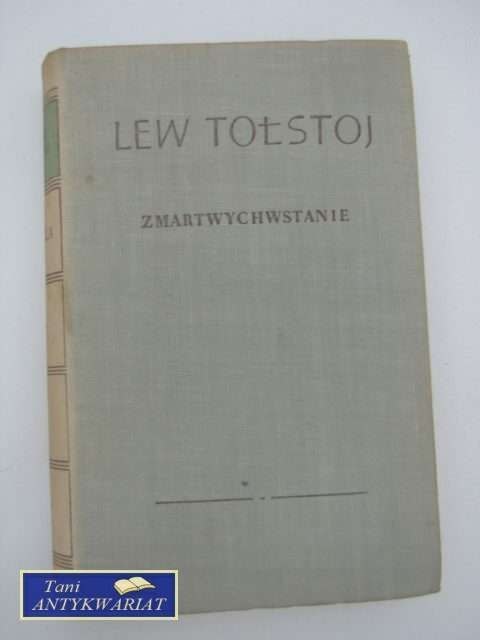 LEW TOŁSTOJ
ZMARTWYCHWSTANIE
Tani
ANTYKWARIAT